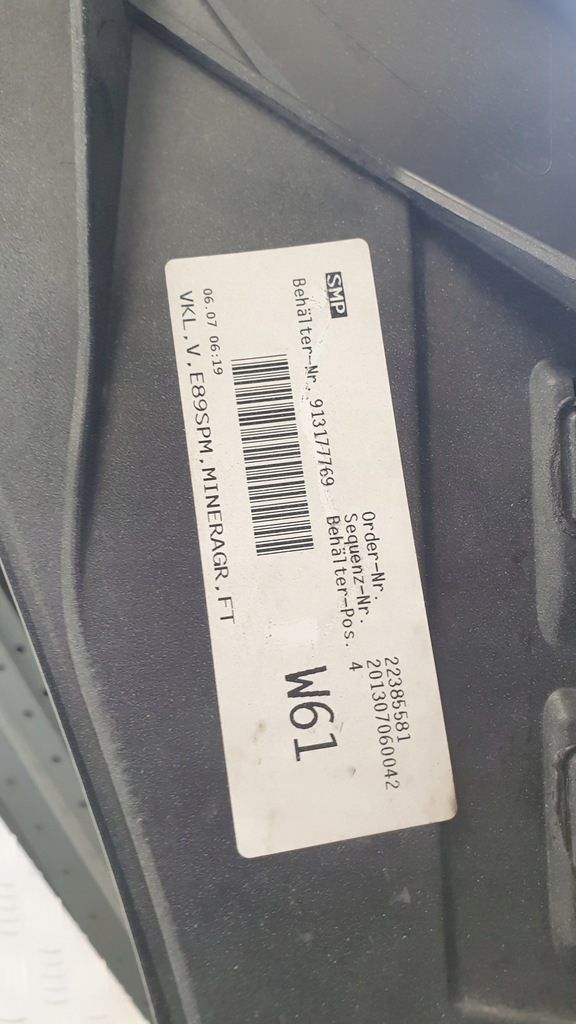 SMP
Behälter-Nr. 913177769
Order-Nr. 22385581
Sequenz-Nr. 201307060042
Behälter-Pos. 4
W61
06.07 06:19
VKL.V.E89SPM.MINERAGR.FT